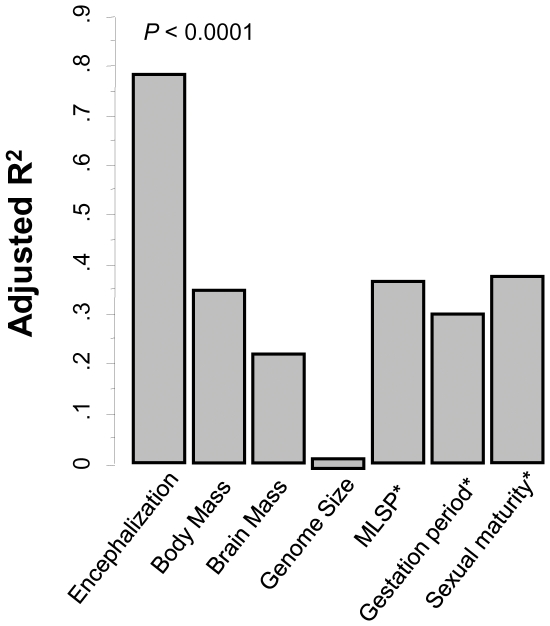 P < 0.0001
Adjusted R²
.9
.8
.7
.6
.5
.4
.3
.2
.1
0
Encephalization
Body Mass
Brain Mass
Genome Size
MLSP*
Gestation period*
Sexual maturity*